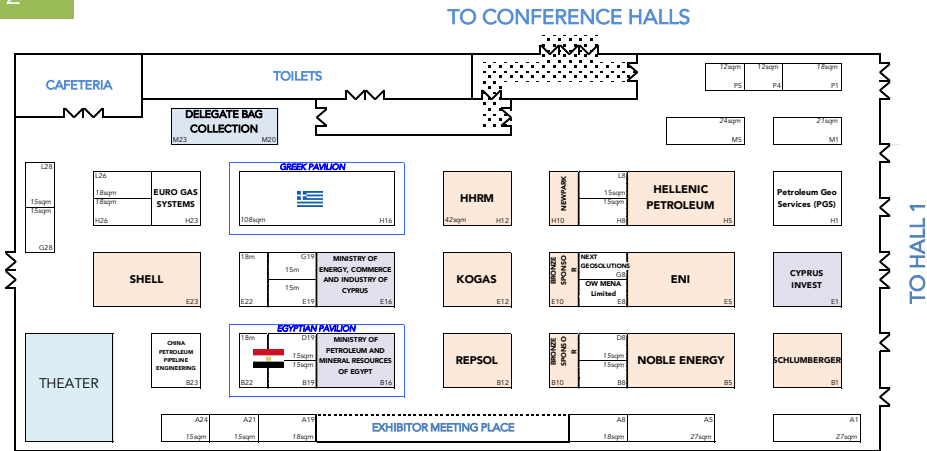 2
TO CONFERENCE HALLS
CAFETERIA
TOILETS
12sqm
12sqm
18sqm
P5
P4
P1
DELEGATE BAG
COLLECTION
M23
M20
24sqm
M5
21sqm
M1
L28
15sqm
15sqm
G28
L26
18sqm
18sqm
H26
EURO GAS
SYSTEMS
H23
GREEK PAVILION
108sqm
H16
HHRM
42sqm
H12
NEWPARK
H10
L8
15sqm
15sqm
H8
HELLENIC
PETROLEUM
H5
Petroleum Geo
Services (PGS)
H1
TO HALL 1
SHELL
E23
18m
G19
15m
15m
E22
E19
MINISTRY OF
ENERGY, COMMERCE
AND INDUSTRY OF
CYPRUS
E16
KOGAS
E12
BRONZE
SPONSO
R
E10
NEXT
GEOSOLUTIONS
G8
OW MENA
Limited
E8
ENI
E5
CYPRUS
INVEST
E1
THEATER
CHINA
PETROLEUM
PIPELINE
ENGINEERING
B23
EGYPTIAN PAVILION
18m
D19
15sqm
15sqm
B22
B19
MINISTRY OF
PETROLEUM AND
MINERAL RESOURCES
OF EGYPT
B16
REPSOL
B12
BRONZE
SPONSO
R
B10
D8
15sqm
15sqm
B8
NOBLE ENERGY
B5
SCHLUMBERGER
B1
A24
15sqm
A21
15sqm
A19
18sqm
EXHIBITOR MEETING PLACE
A8
18sqm
A5
27sqm
A1
27sqm